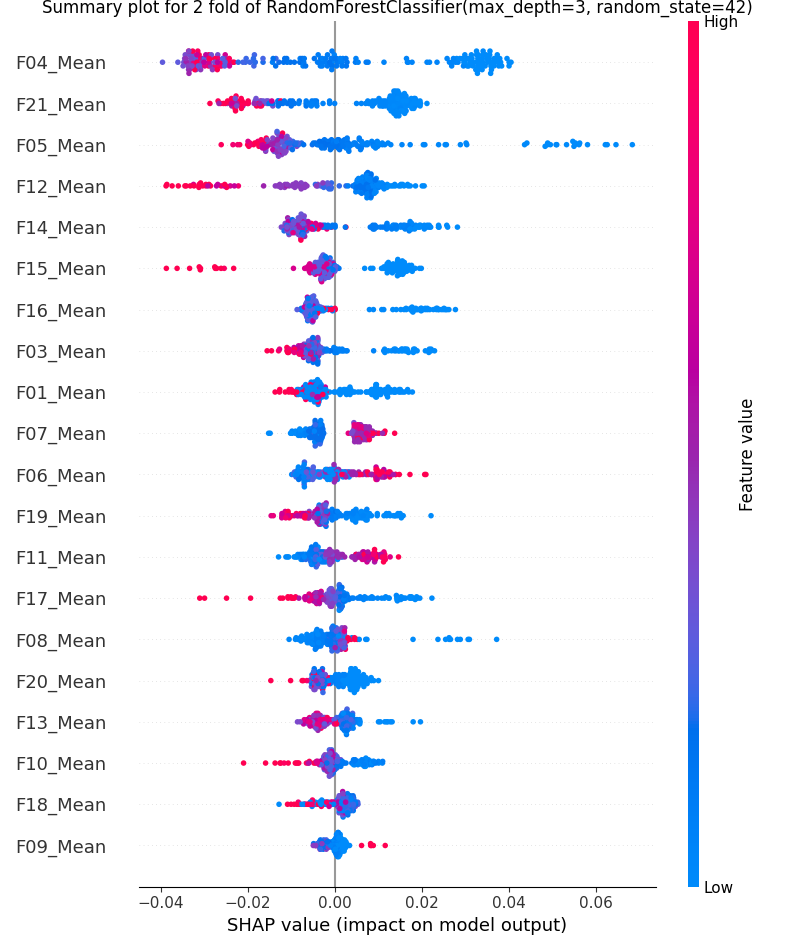 Summary plot for 2 fold of RandomForestClassifier(max_depth=3, random_state=42)
High
F04_Mean
F21_Mean
F05_Mean
F12_Mean
F14_Mean
F15_Mean
F16_Mean
F03_Mean
F01_Mean
F07_Mean
F06_Mean
F19_Mean
F11_Mean
F17_Mean
F08_Mean
F20_Mean
F13_Mean
F10_Mean
F18_Mean
F09_Mean
Feature value
Low
−0.04 −0.02 0.00 0.02 0.04 0.06
SHAP value (impact on model output)